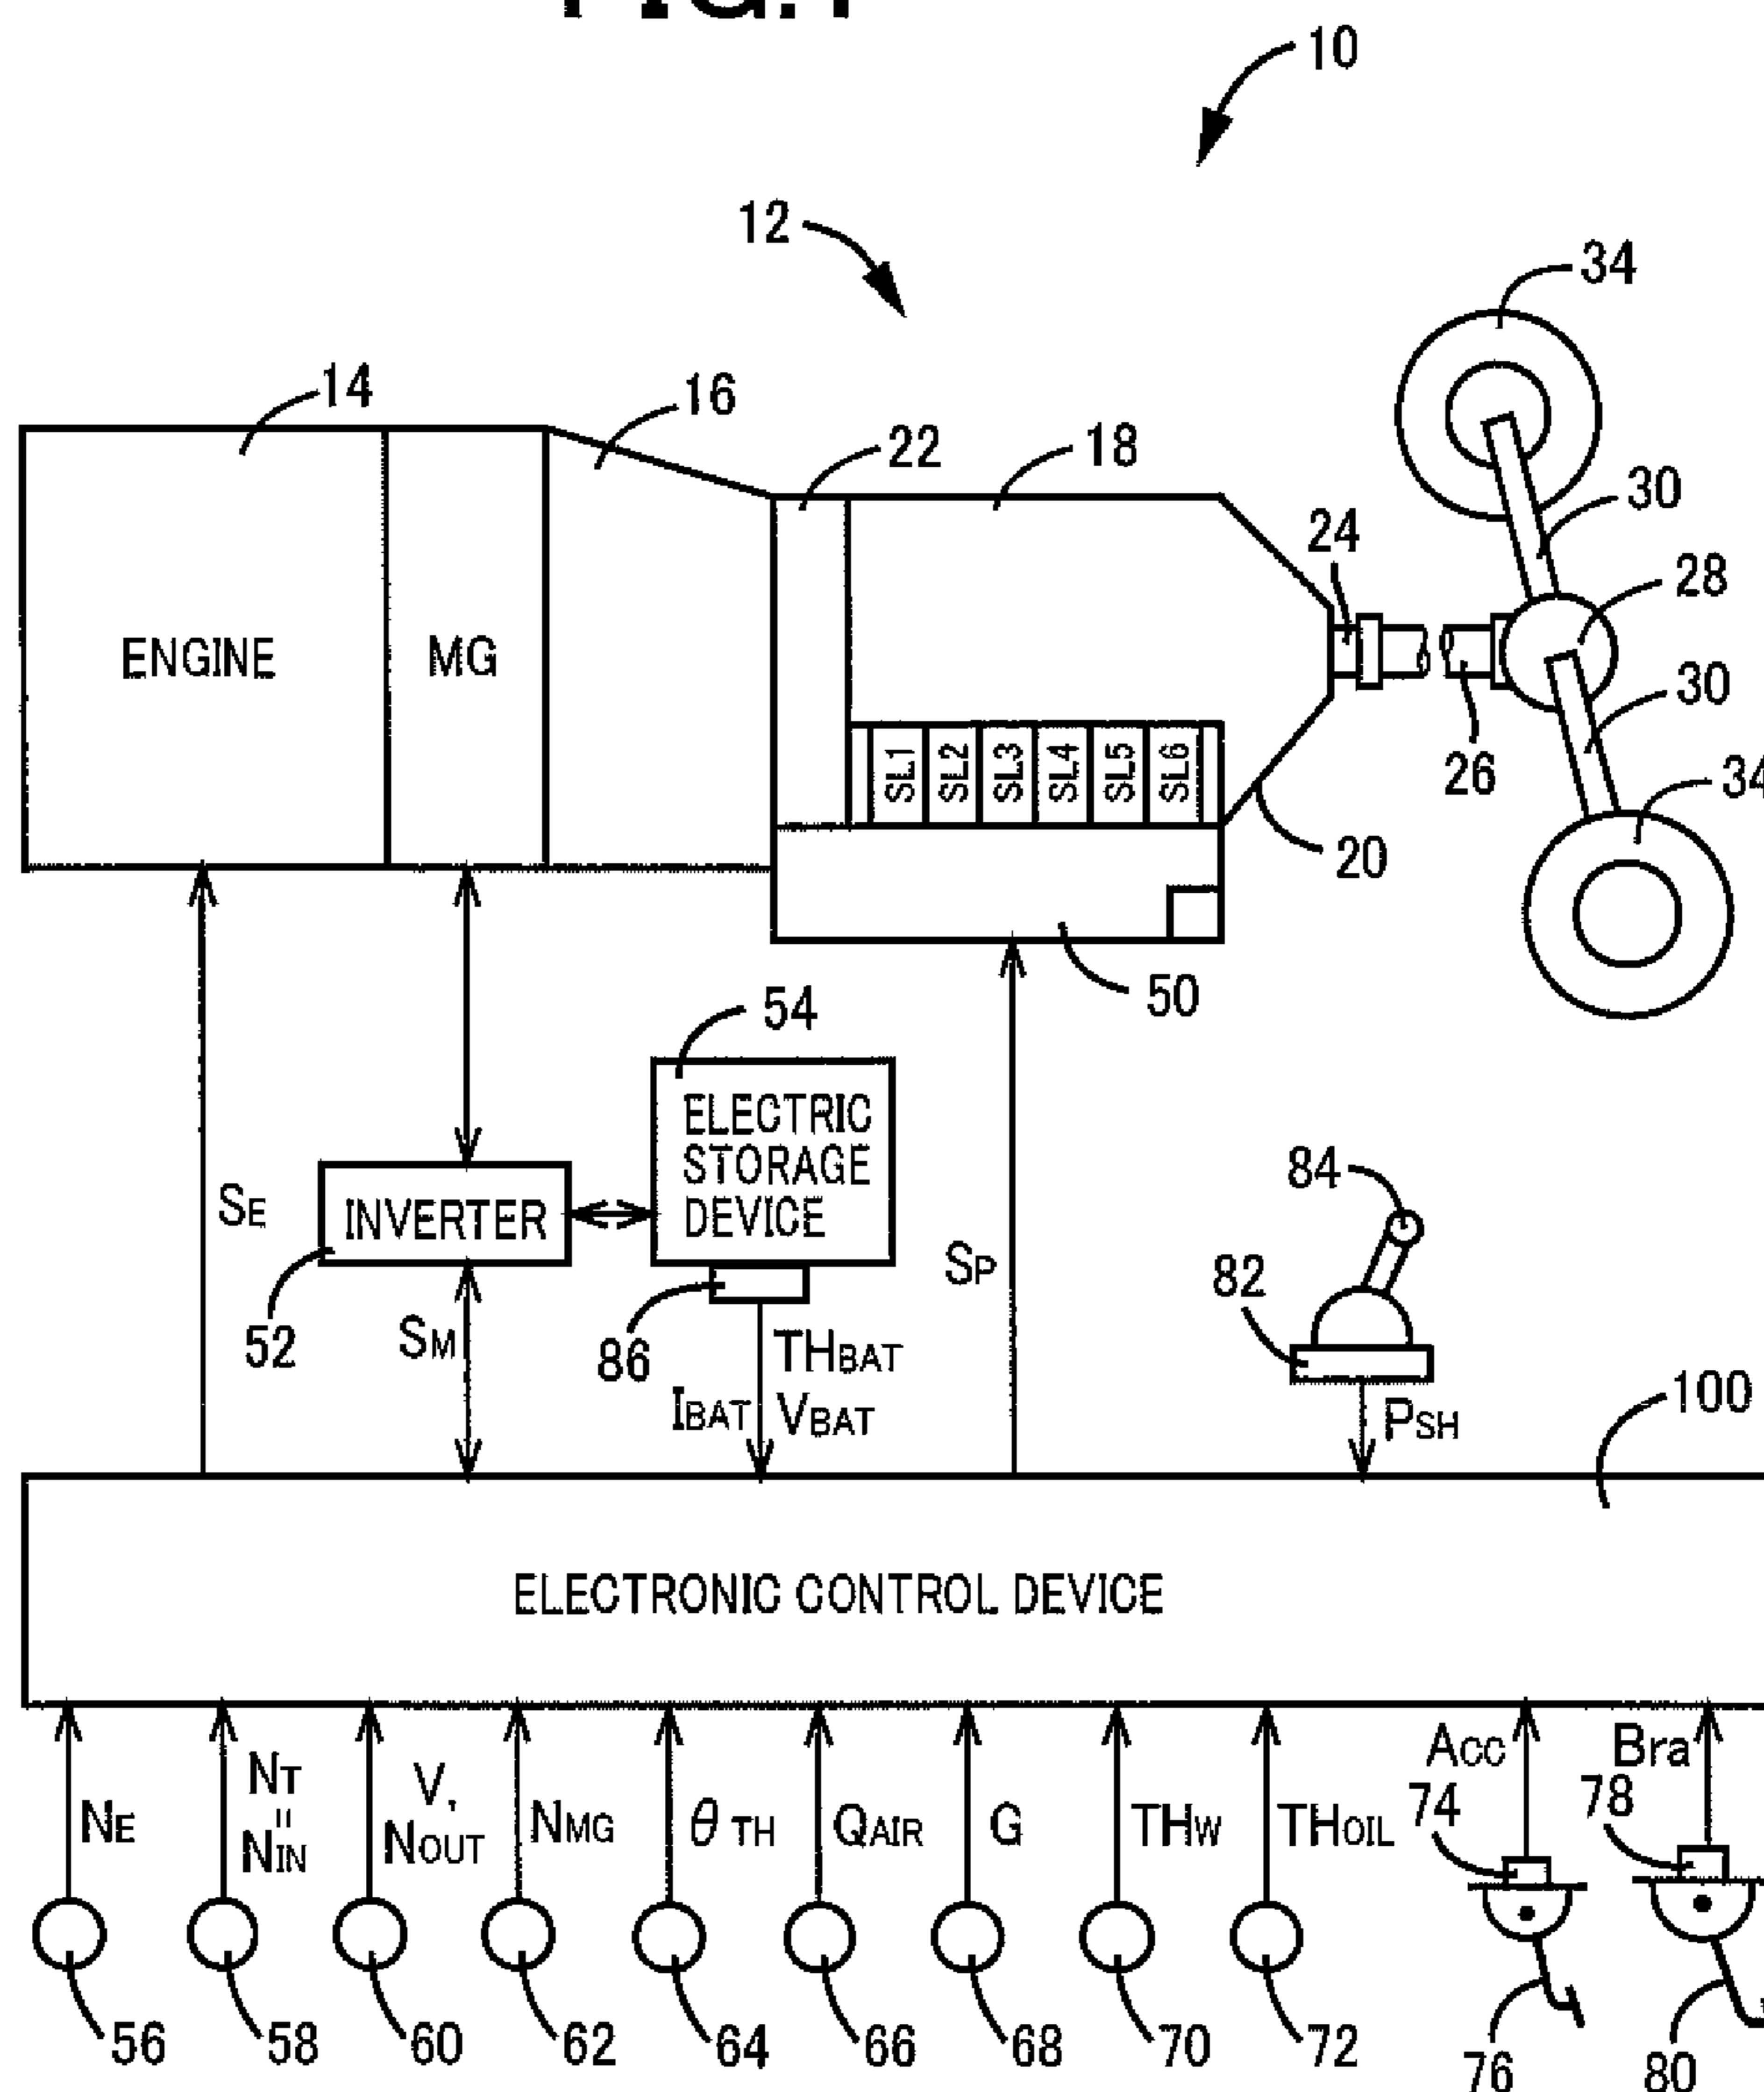 FIG.1
10
12
34
14
16
22
18
24
30
28
ENGINE
MG
30
26
34
SL1
SL2
SL3
SL4
SL5
SL6
20
50
54
ELECTRIC
STORAGE
DEVICE
INVERTER
SE
52
SM
86
THBAT
IBAT
VBAT
SP
84
82
PSH
100
ELECTRONIC CONTROL DEVICE
NE
NT
"
NIN
V,
NOUT
NMG
θTH
QAIR
G
THW
THOIL
ACC
74
Bra
78
56
58
60
62
64
66
68
70
72
76
80